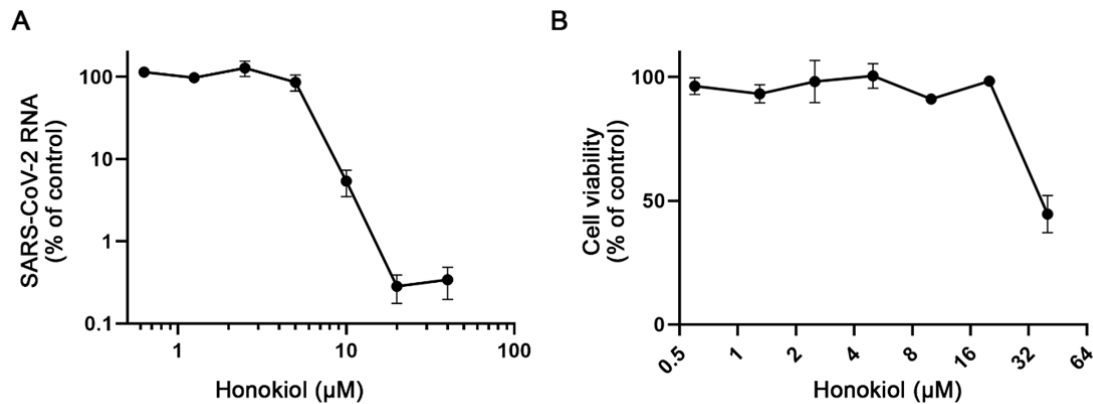 A
SARS-CoV-2 RNA
(% of control)
100
10
1
0.1
1
10
100
Honokiol (µM)
B
Cell viability
(% of control)
100
50
0
0.5
1
2
4
8
16
32
64
Honokiol (µM)